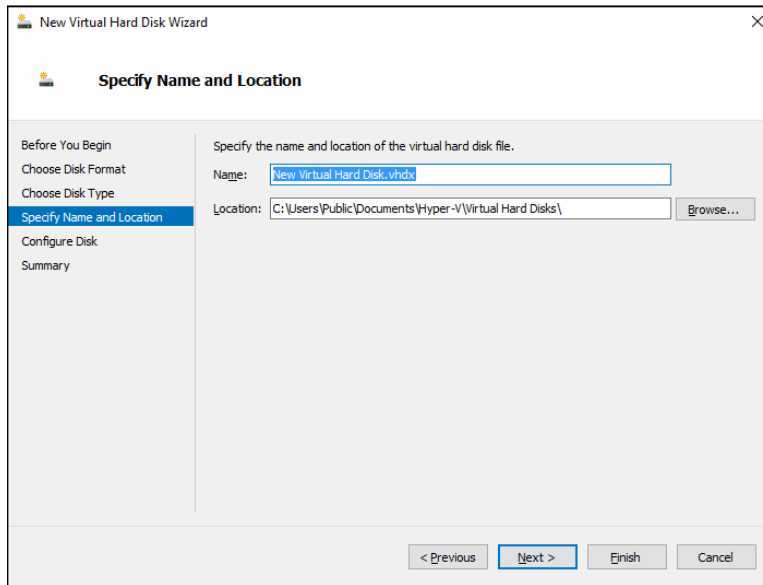 New Virtual Hard Disk Wizard
Specify Name and Location
Before You Begin
Choose Disk Format
Choose Disk Type
Specify Name and Location
Configure Disk
Summary
Specify the name and location of the virtual hard disk file.
Name: New Virtual Hard Disk.vhdx
Location: C:\Users\Public\Documents\Hyper-V\Virtual Hard Disks\ Browse...
< Previous Next > Finish Cancel